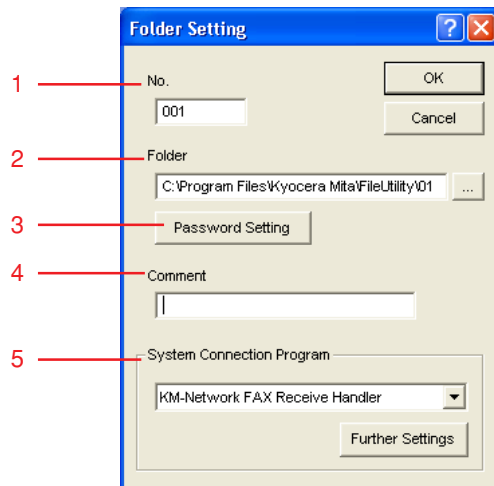 Folder Setting
1
No.
OK
001
Cancel
2
Folder
C:\Program Files\Kyocera Mita\FileUtility\01
...
3
Password Setting
4
Comment
5
System Connection Program
KM-Network FAX Receive Handler
Further Settings